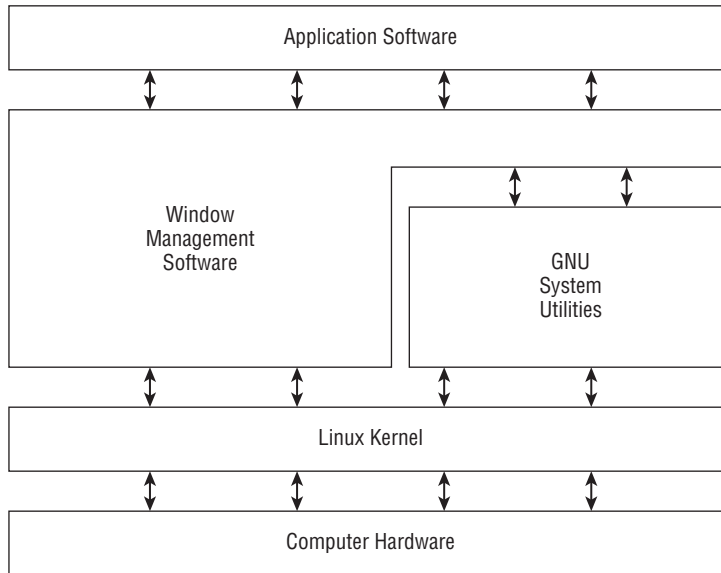 Application Software
Window
Management
Software
GNU
System
Utilities
Linux Kernel
Computer Hardware